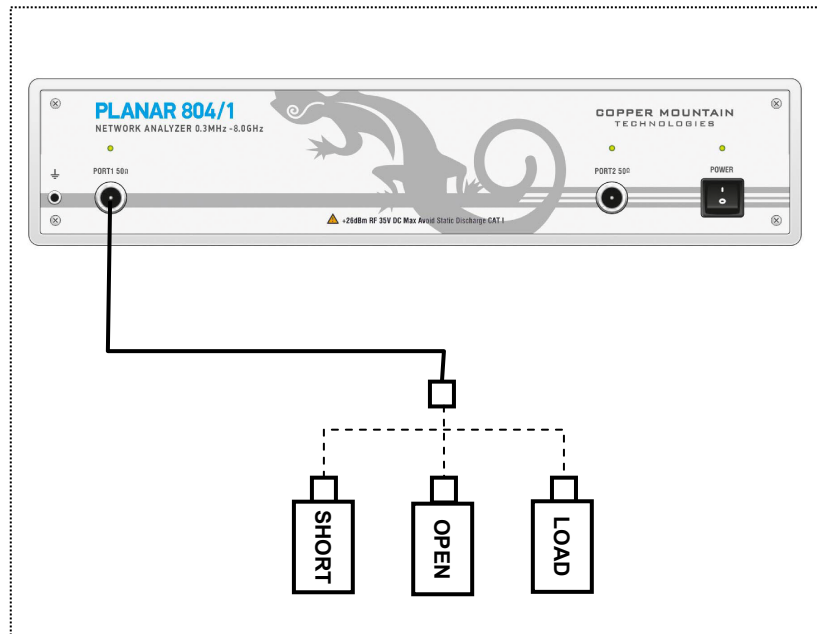 PLANAR 804/1
NETWORK ANALYZER 0.3MHz -8.0GHz
COPPER MOUNTAIN
TECHNOLOGIES
PORT1 50Ω
PORT2 50Ω
POWER
I
O
+26dBm RF 35V DC Max Avoid Static Discharge CAT I
SHORT
OPEN
LOAD